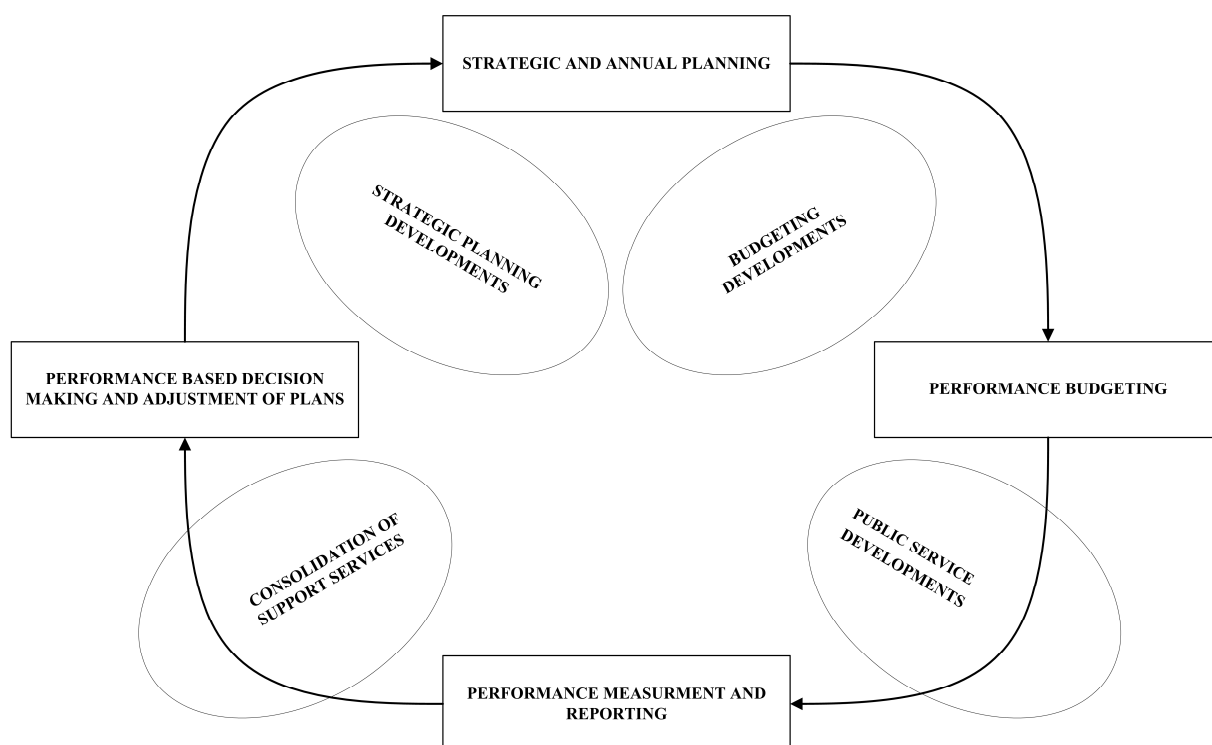 STRATEGIC AND ANNUAL PLANNING
STRATEGIC PLANNING
DEVELOPMENTS
BUDGETING
DEVELOPMENTS
PERFORMANCE BASED DECISION
MAKING AND ADJUSTMENT OF PLANS
PERFORMANCE BUDGETING
CONSOLIDATION OF
SUPPORT SERVICES
PUBLIC SERVICE
DEVELOPMENTS
PERFORMANCE MEASURMENT AND
REPORTING